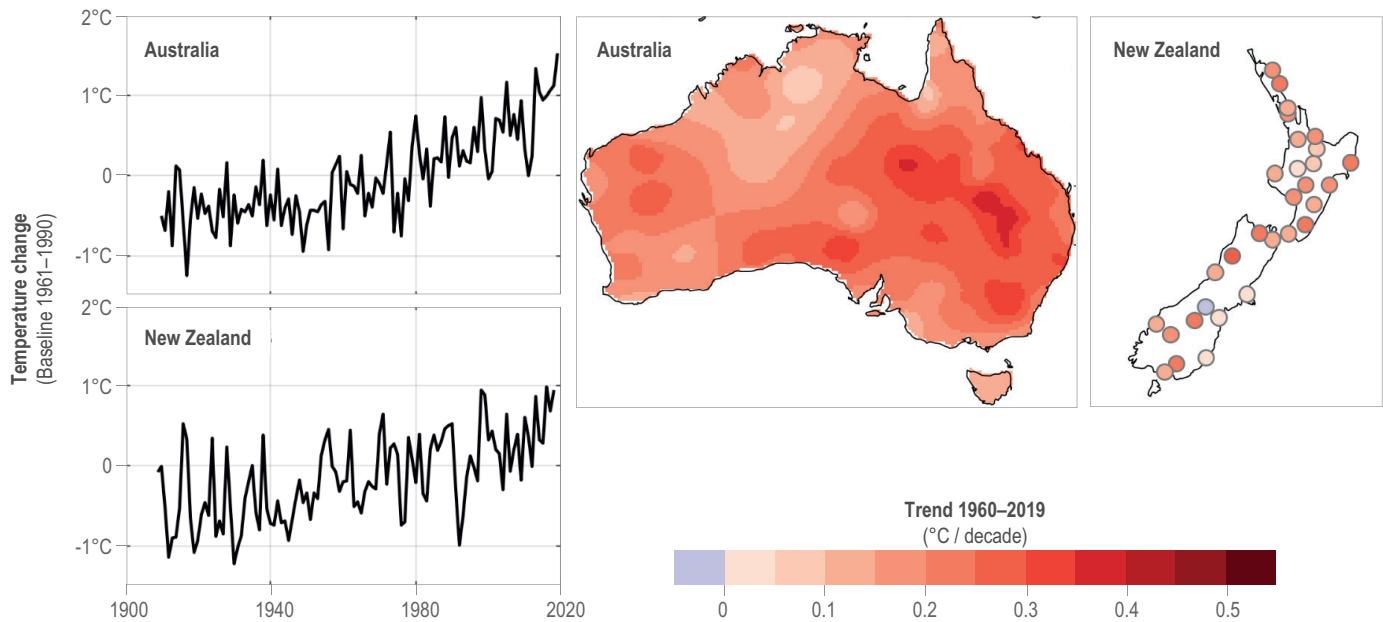 Temperature change
(Baseline 1961–1990)
2°C
Australia
1°C
0
-1°C
2°C
New Zealand
1°C
0
-1°C
1900
1940
1980
2020
Australia
New Zealand
Trend 1960–2019
(°C / decade)
0
0.1
0.2
0.3
0.4
0.5